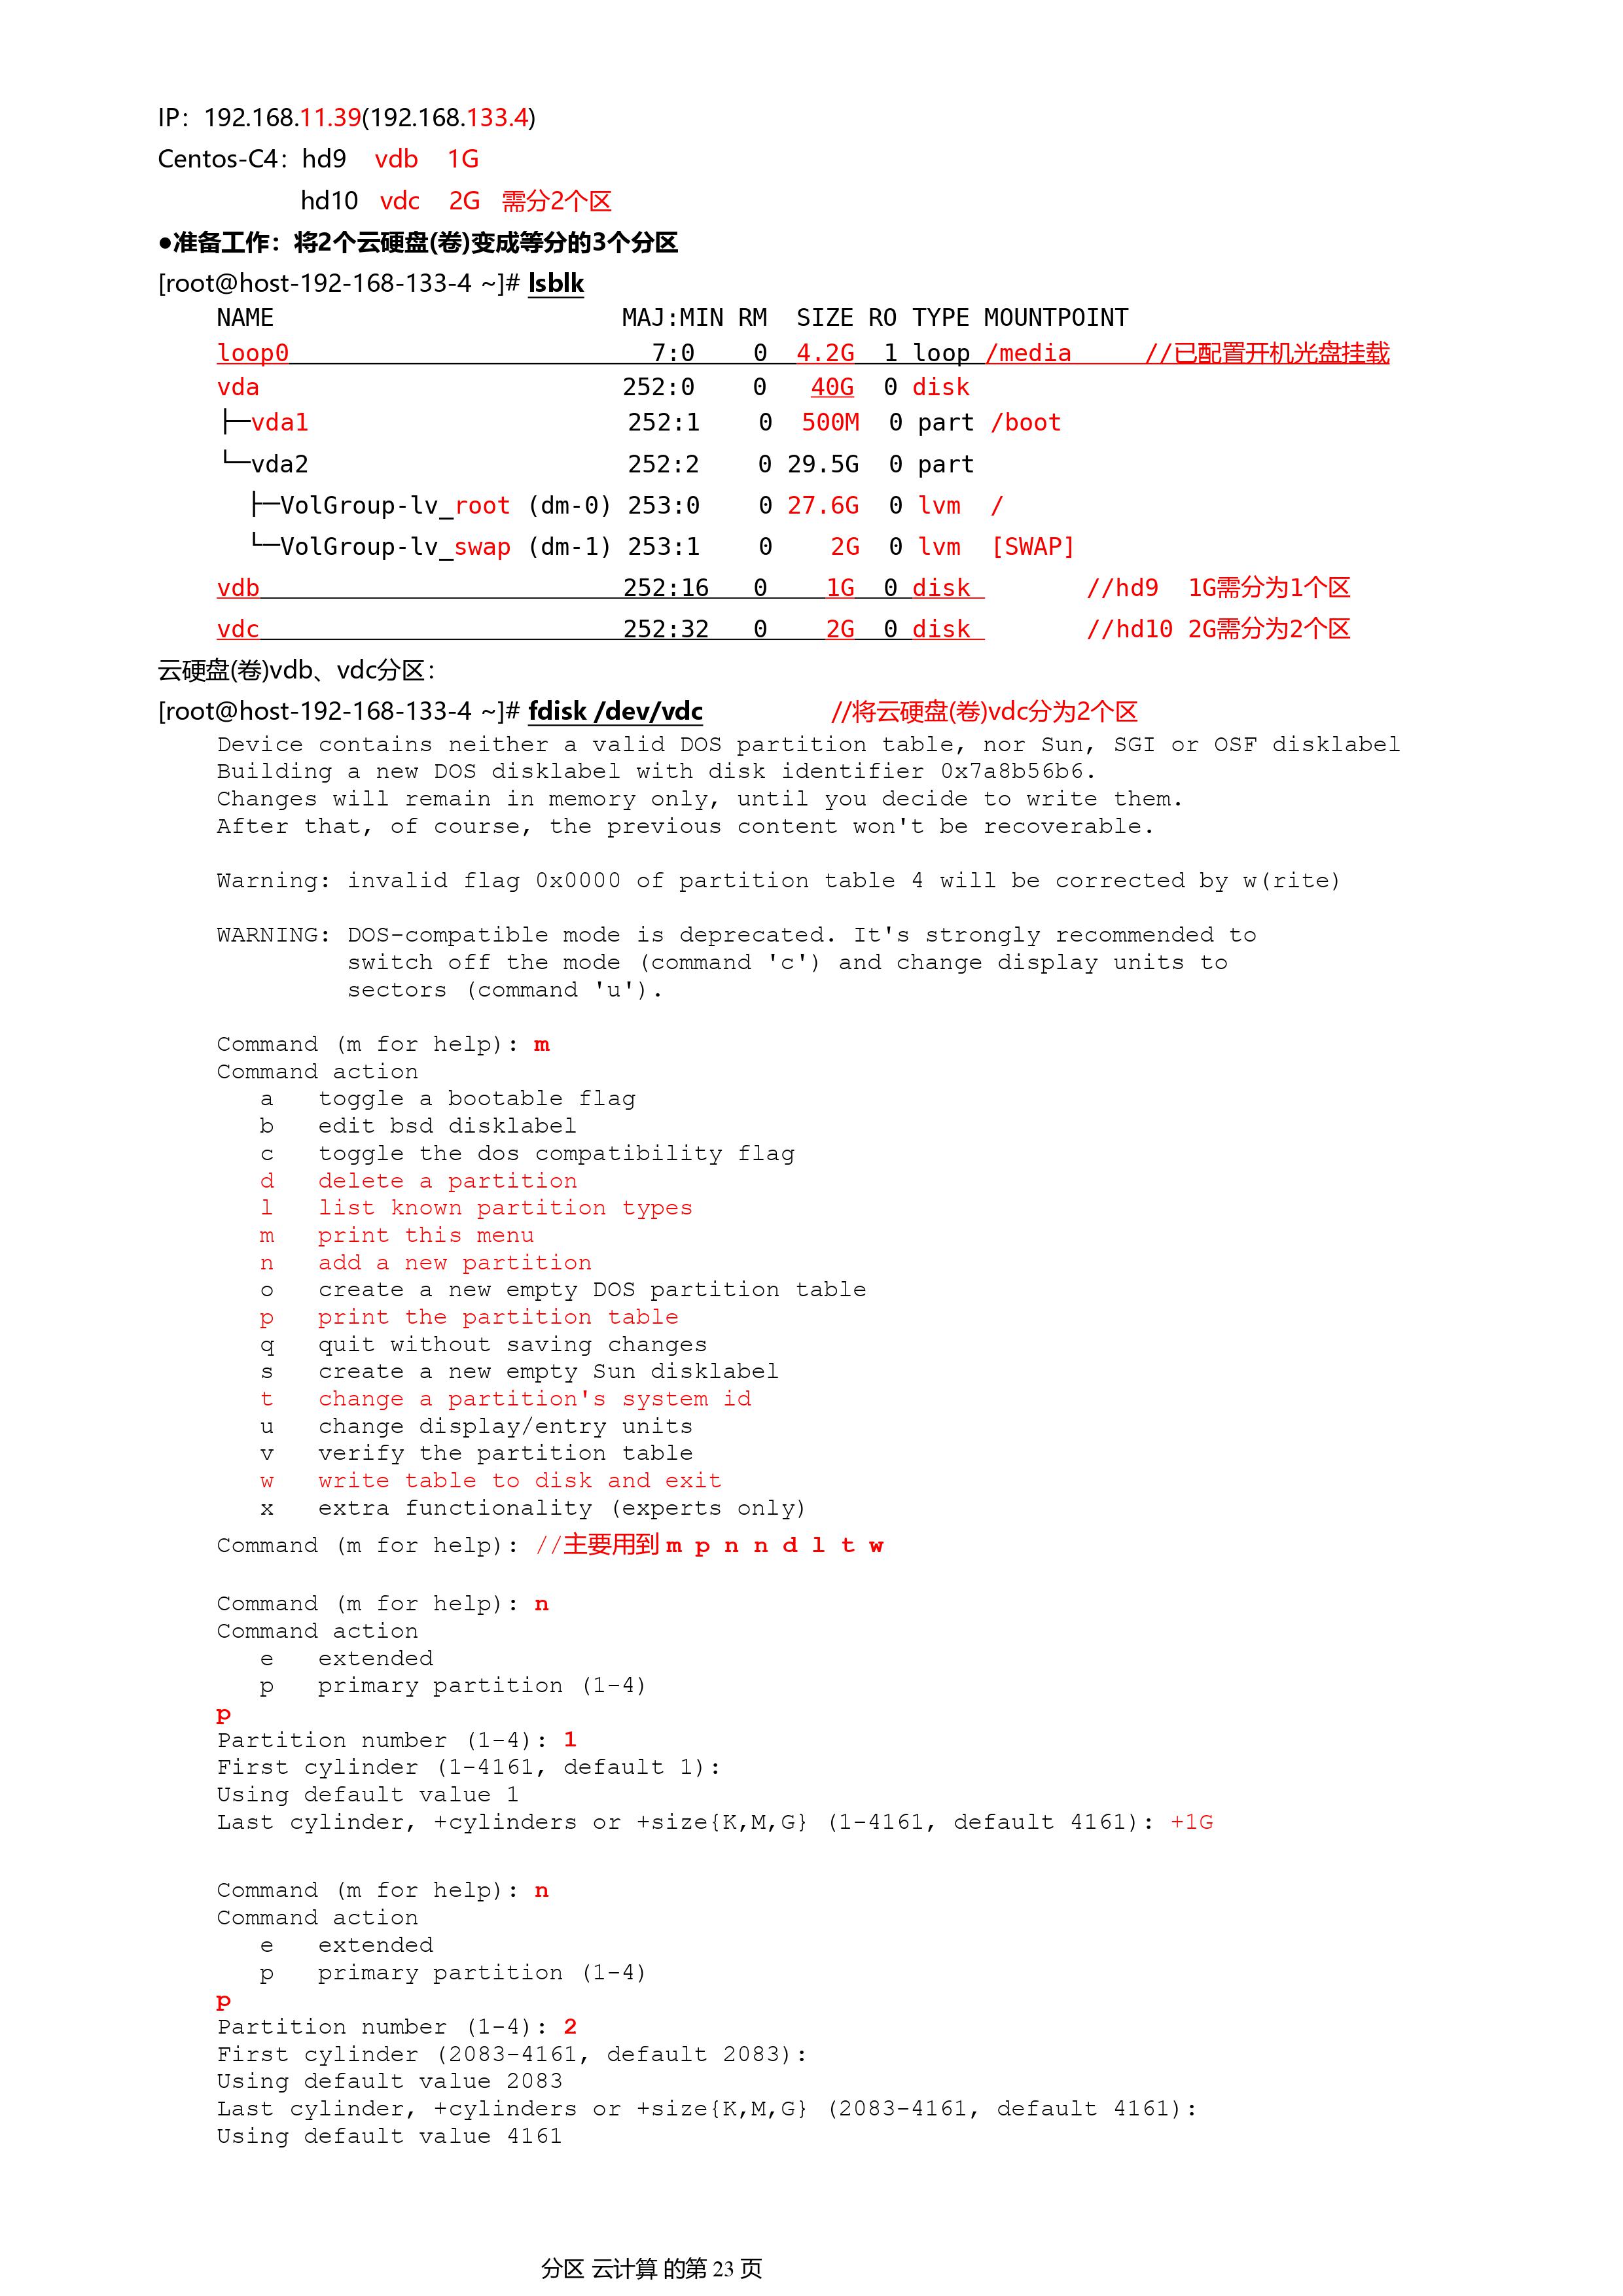 IP：192.168.11.39(192.168.133.4)
Centos-C4：hd9 vdb 1G
hd10 vdc 2G 需分2个区
●准备工作：将2个云硬盘(卷)变成等分的3个分区
[root@host-192-168-133-4 ~]# lsblk
NAME MAJ:MIN RM SIZE RO TYPE MOUNTPOINT
loop0 7:0 0 4.2G 1 loop /media //已配置开机光盘挂载
vda 252:0 0 40G 0 disk
├─vda1 252:1 0 500M 0 part /boot
└─vda2 252:2 0 29.5G 0 part
├─VolGroup-lv_root (dm-0) 253:0 0 27.6G 0 lvm /
└─VolGroup-lv_swap (dm-1) 253:1 0 2G 0 lvm [SWAP]
vdb 252:16 0 1G 0 disk //hd9 1G需分为1个区
vdc 252:32 0 2G 0 disk //hd10 2G需分为2个区
云硬盘(卷)vdb、vdc分区：
[root@host-192-168-133-4 ~]# fdisk /dev/vdc //将云硬盘(卷)vdc分为2个区
Device contains neither a valid DOS partition table, nor Sun, SGI or OSF disklabel
Building a new DOS disklabel with disk identifier 0x7a8b56b6.
Changes will remain in memory only, until you decide to write them.
After that, of course, the previous content won't be recoverable.
Warning: invalid flag 0x0000 of partition table 4 will be corrected by w(rite)
WARNING: DOS-compatible mode is deprecated. It's strongly recommended to
switch off the mode (command 'c') and change display units to
sectors (command 'u').
Command (m for help): m
Command action
a toggle a bootable flag
b edit bsd disklabel
c toggle the dos compatibility flag
d delete a partition
l list known partition types
m print this menu
n add a new partition
o create a new empty DOS partition table
p print the partition table
q quit without saving changes
s create a new empty Sun disklabel
t change a partition's system id
u change display/entry units
v verify the partition table
w write table to disk and exit
x extra functionality (experts only)
Command (m for help): //主要用到 m p n n d l t w
Command (m for help): n
Command action
e extended
p primary partition (1-4)
p
Partition number (1-4): 1
First cylinder (1-4161, default 1):
Using default value 1
Last cylinder, +cylinders or +size{K,M,G} (1-4161, default 4161): +1G
Command (m for help): n
Command action
e extended
p primary partition (1-4)
p
Partition number (1-4): 2
First cylinder (2083-4161, default 2083):
Using default value 2083
Last cylinder, +cylinders or +size{K,M,G} (2083-4161, default 4161):
Using default value 4161
分区 云计算 的第 23 页